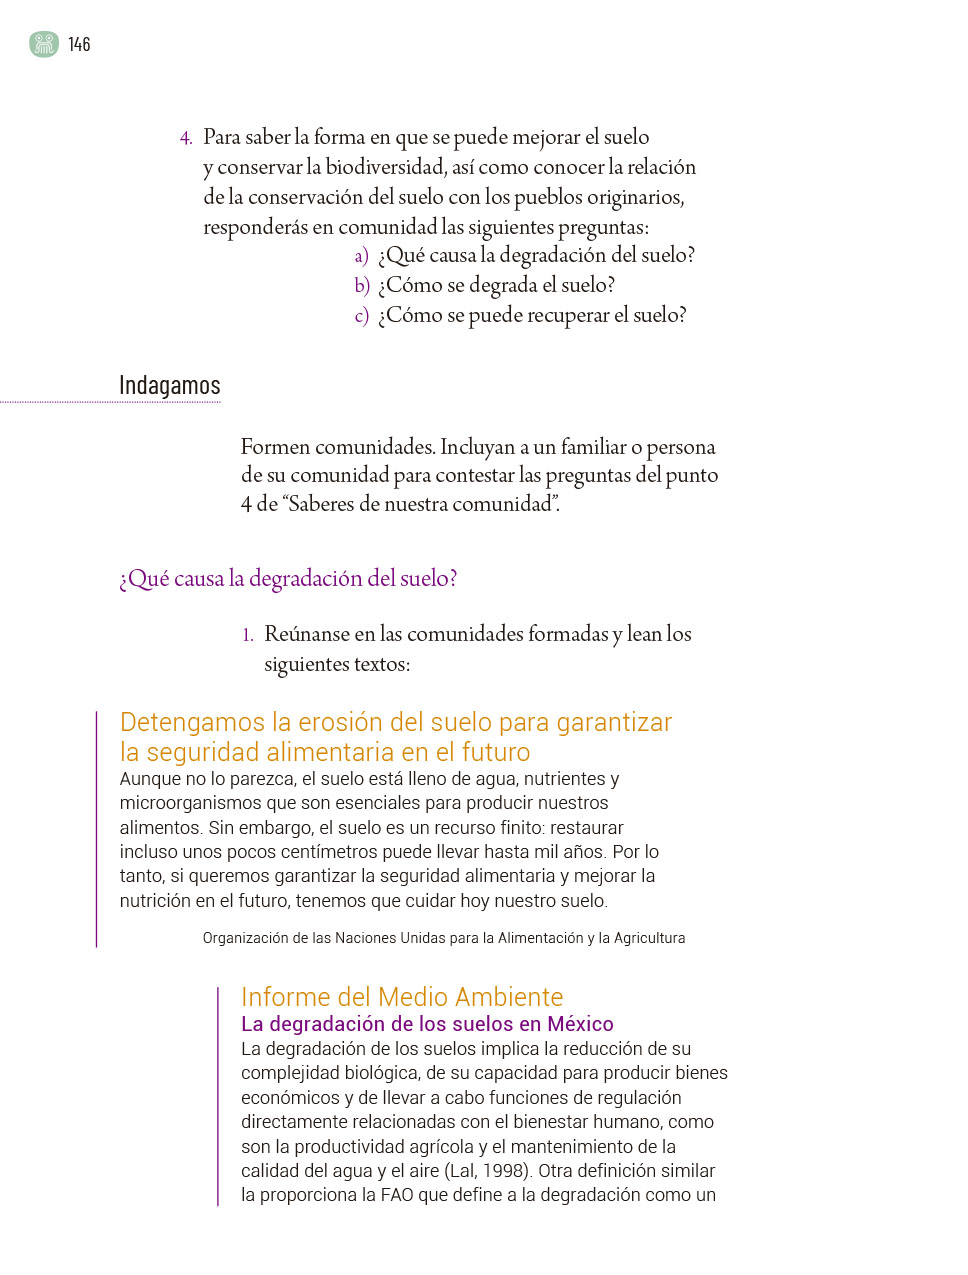 146
4. Para saber la forma en que se puede mejorar el suelo
y conservar la biodiversidad, así como conocer la relación
de la conservación del suelo con los pueblos originarios,
responderás en comunidad las siguientes preguntas:
a) ¿Qué causa la degradación del suelo?
b) ¿Cómo se degrada el suelo?
c) ¿Cómo se puede recuperar el suelo?
Indagamos
Formen comunidades. Incluyan a un familiar o persona
de su comunidad para contestar las preguntas del punto
4 de “Saberes de nuestra comunidad”.
¿Qué causa la degradación del suelo?
1. Reúnanse en las comunidades formadas y lean los
siguientes textos:
Detengamos la erosión del suelo para garantizar
la seguridad alimentaria en el futuro
Aunque no lo parezca, el suelo está lleno de agua, nutrientes y
microorganismos que son esenciales para producir nuestros
alimentos. Sin embargo, el suelo es un recurso finito: restaurar
incluso unos pocos centímetros puede llevar hasta mil años. Por lo
tanto, si queremos garantizar la seguridad alimentaria y mejorar la
nutrición en el futuro, tenemos que cuidar hoy nuestro suelo.
Organización de las Naciones Unidas para la Alimentación y la Agricultura
Informe del Medio Ambiente
La degradación de los suelos en México
La degradación de los suelos implica la reducción de su
complejidad biológica, de su capacidad para producir bienes
económicos y de llevar a cabo funciones de regulación
directamente relacionadas con el bienestar humano, como
son la productividad agrícola y el mantenimiento de la
calidad del agua y el aire (Lal, 1998). Otra definición similar
la proporciona la FAO que define a la degradación como un